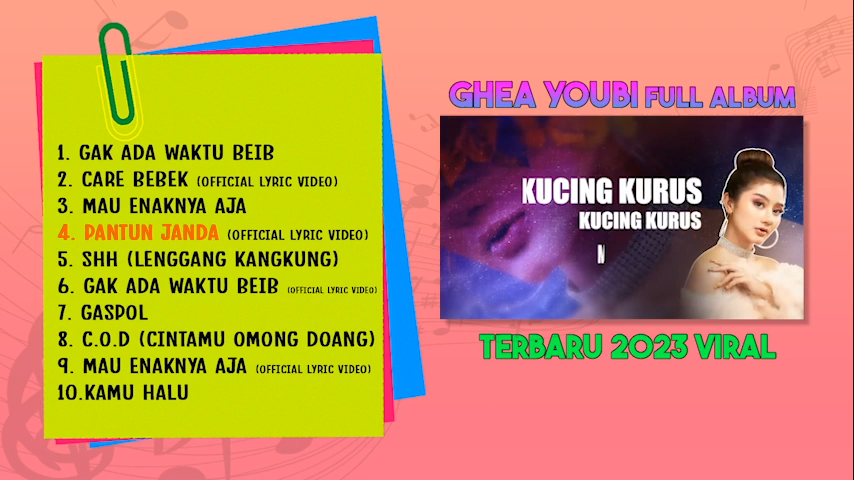 1. GAK ADA WAKTU BEIB
2. CARE BEBEK (OFFICIAL LYRIC VIDEO)
3. MAU ENAKNYA AJA
4. PANTUN JANDA (OFFICIAL LYRIC VIDEO)
5. SHH (LENGGANG KANGKUNG)
6. GAK ADA WAKTU BEIB (OFFICIAL LYRIC VIDEO)
7. GASPOL
8. C.O.D (CINTAMU OMONG DOANG)
9. MAU ENAKNYA AJA (OFFICIAL LYRIC VIDEO)
10.KAMU HALU
GHEA YOUBI FULL ALBUM
KUCING KURUS
KUCING KURUS
N
TERBARU 2023 VIRAL